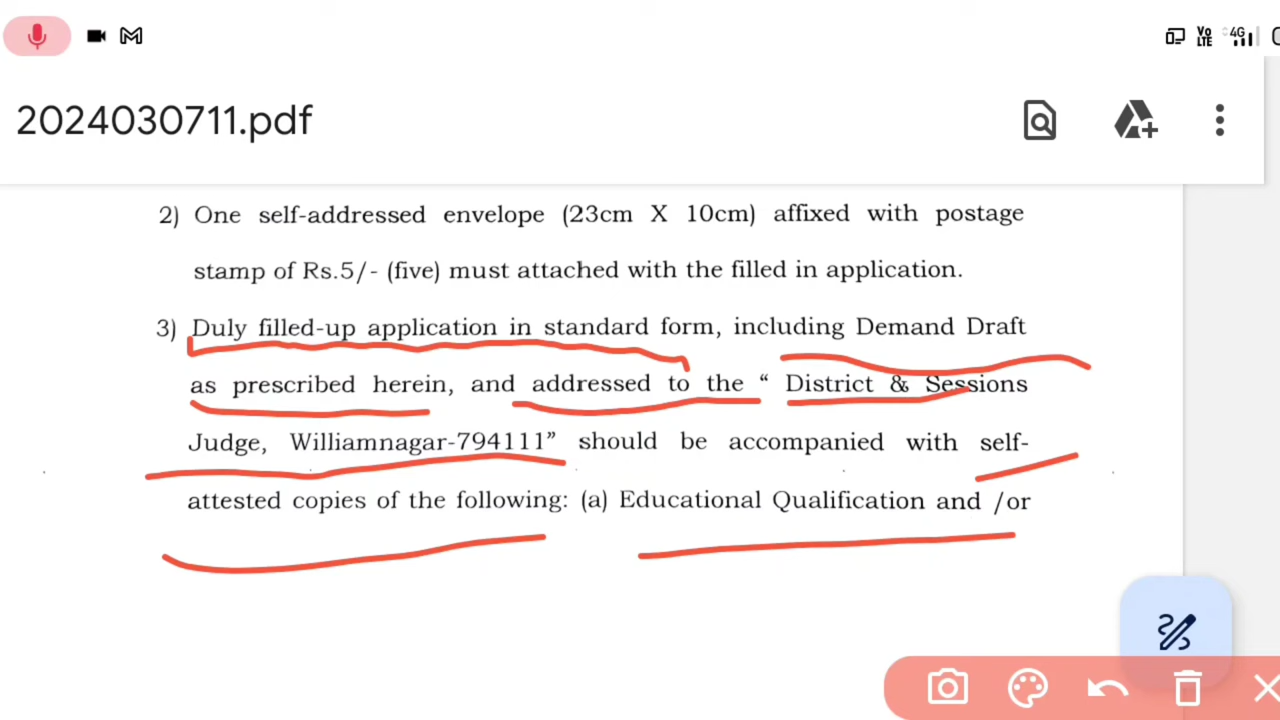 Vo
LTE
4G
2024030711.pdf
2) One self-addressed envelope (23cm X 10cm) affixed with postage
stamp of Rs.5/- (five) must attached with the filled in application.
3) Duly filled-up application in standard form, including Demand Draft
as prescribed herein, and addressed to the “ District & Sessions
Judge, Williamnagar-794111” should be accompanied with self-
attested copies of the following: (a) Educational Qualification and /or